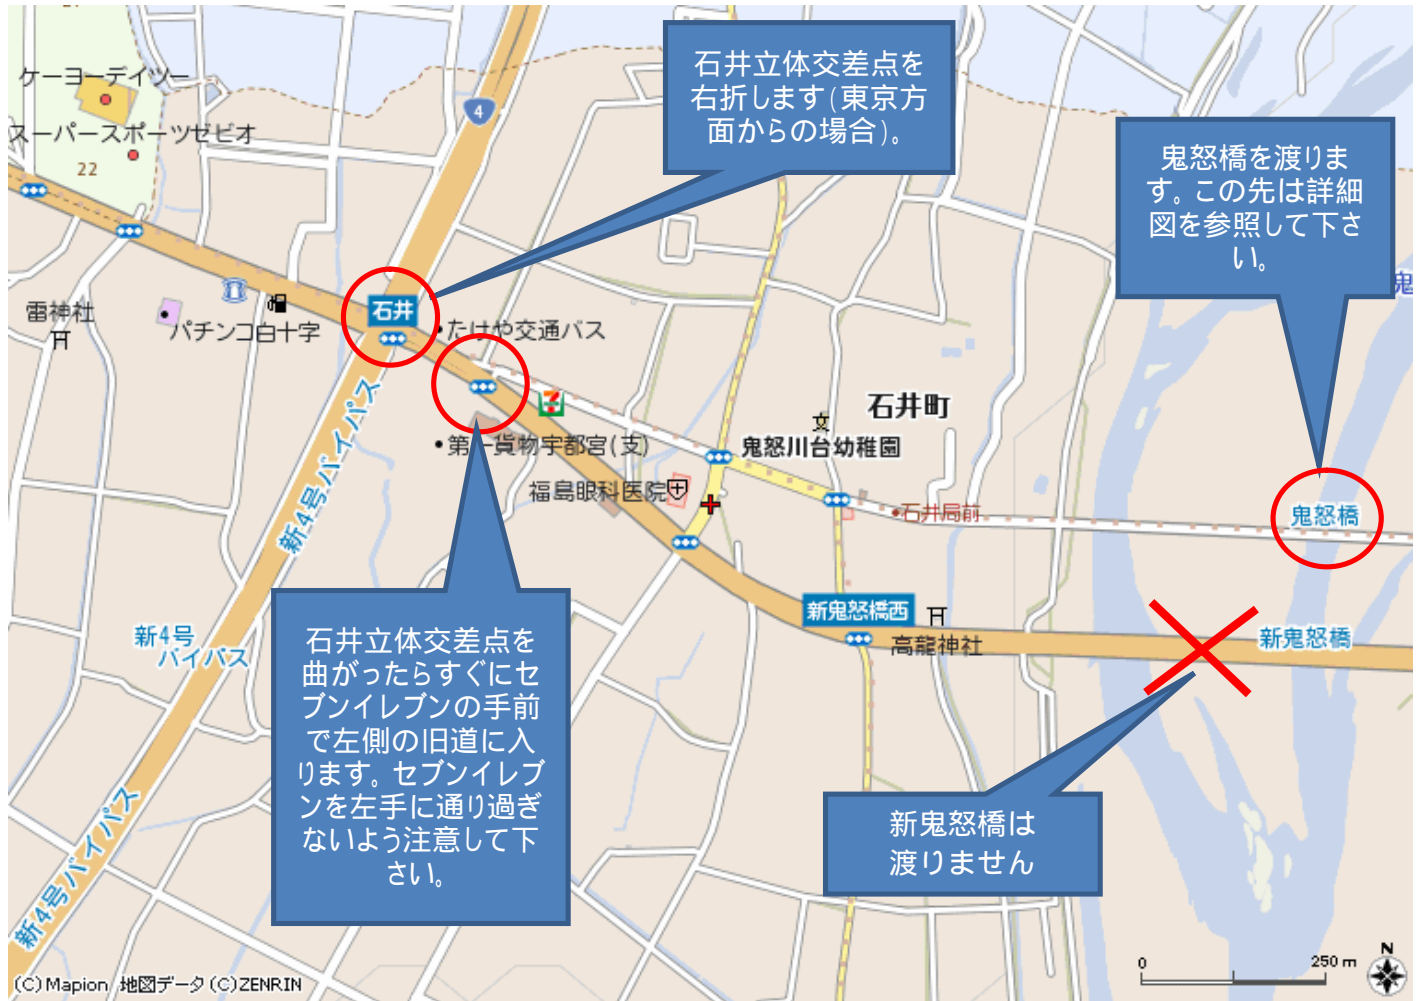 ケーヨーデイツー
スーパースポーツゼビオ
22
4
石井立体交差点を
右折します(東京方
面からの場合)。
鬼怒橋を渡りま
す。この先は詳細
図を参照して下さ
い。
鬼
雷神社
パチンコ白十字
石井
たけや交通バス
石井町
鬼怒川台幼稚園
第一貨物宇都宮(支)
福島眼科医院
石井局前
鬼怒橋
新4号バイパス
新鬼怒橋西
高龍神社
新鬼怒橋
新4号
バイパス
石井立体交差点を
曲がったらすぐにセ
ブンイレブンの手前
で左側の旧道に入
ります。セブンイレブ
ンを左手に通り過ぎ
ないよう注意して下
さい。
新鬼怒橋は
渡りません
新4号バイパス
(C)Mapion 地図データ(C)ZENRIN
0 250 m
N